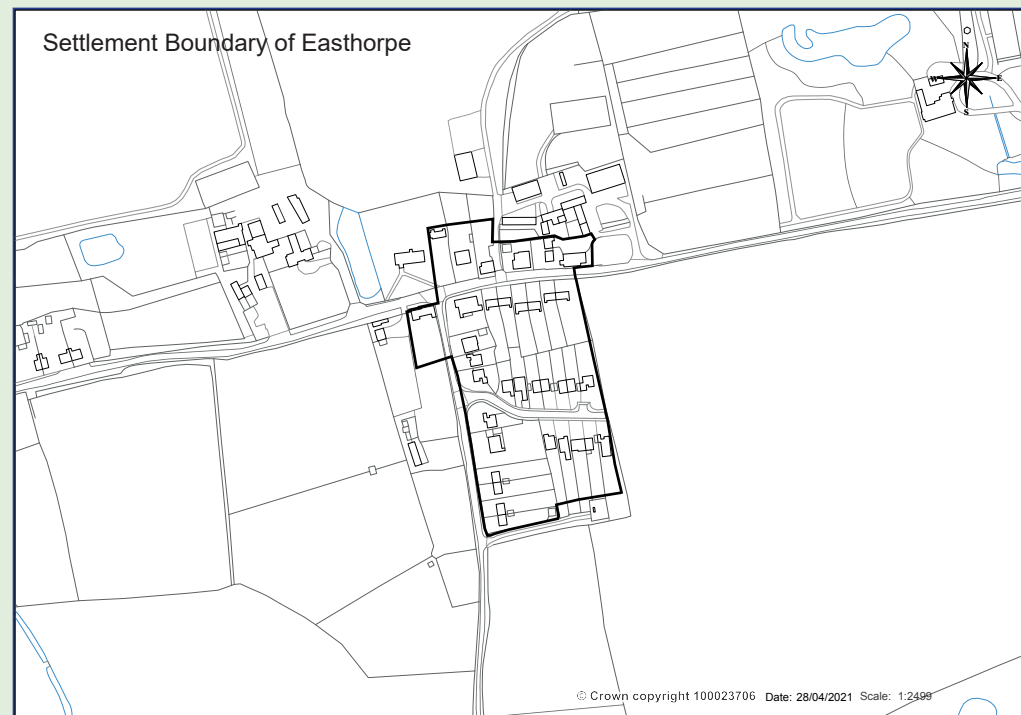 Settlement Boundary of Easthorpe
N
W E
S
© Crown copyright 100023706 Date: 28/04/2021 Scale: 1:2499